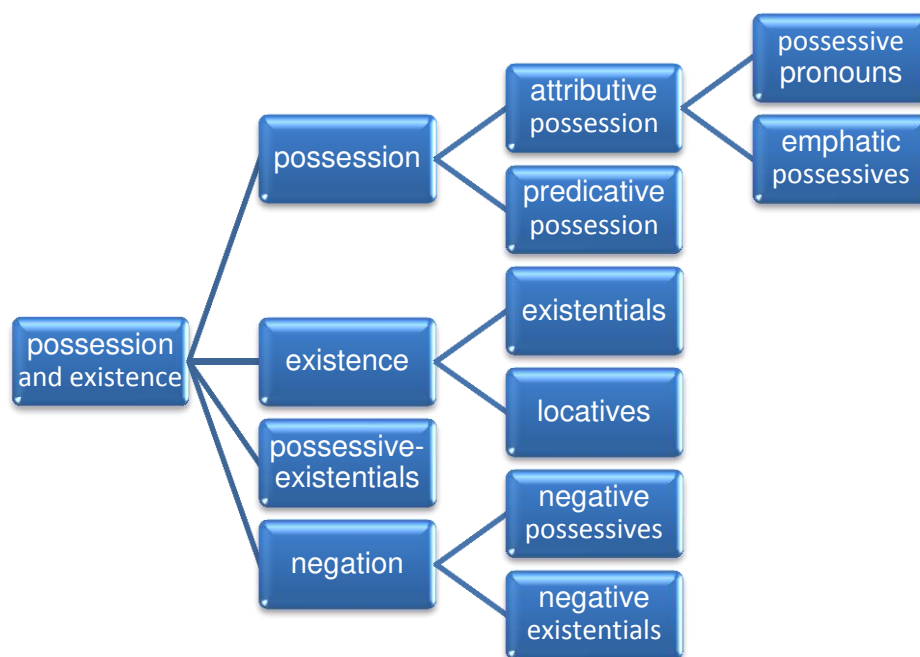 possessive
pronouns
attributive
possession
emphatic
possessives
possession
predicative
possession
existentials
possession
and existence
existence
locatives
possessive-
existentials
negative
possessives
negation
negative
existentials